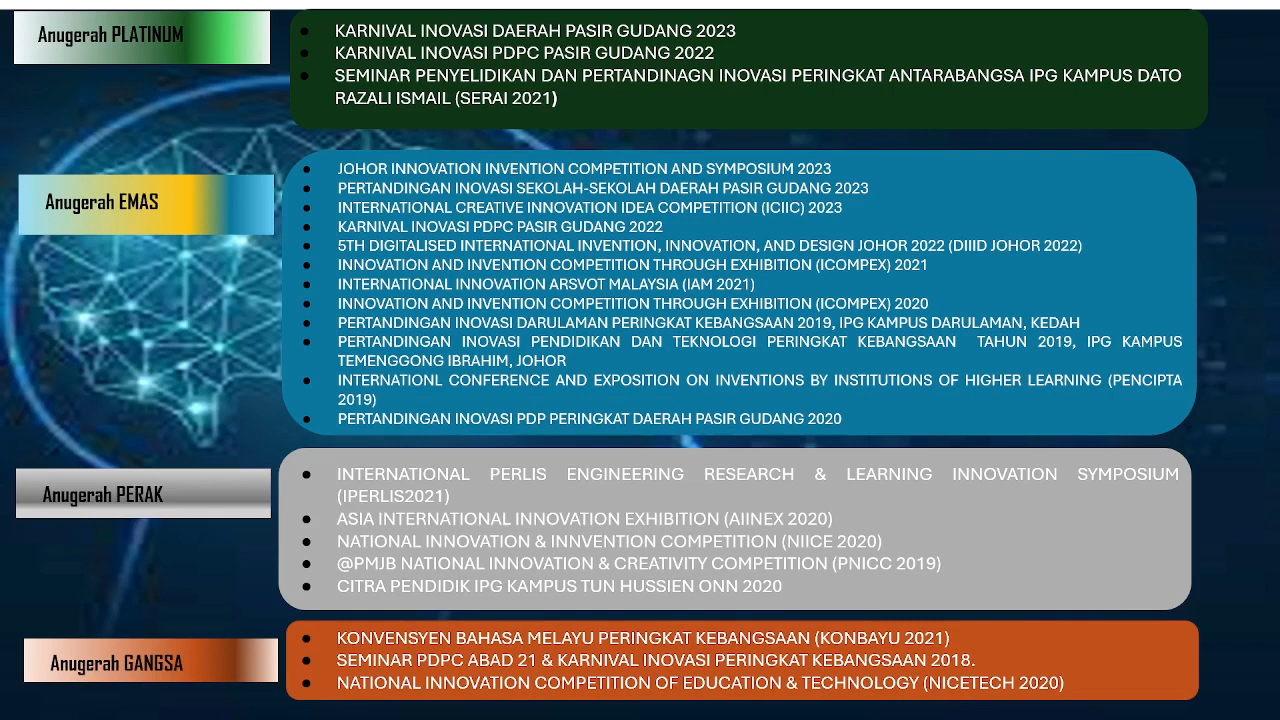 Anugerah PLATINUM
● KARNIVAL INOVASI DAERAH PASIR GUDANG 2023
● KARNIVAL INOVASI PDPC PASIR GUDANG 2022
● SEMINAR PENYELIDIKAN DAN PERTANDINAGN INOVASI PERINGKAT ANTARABANGSA IPG KAMPUS DATO
RAZALI ISMAIL (SERAI 2021)
Anugerah EMAS
● JOHOR INNOVATION INVENTION COMPETITION AND SYMPOSIUM 2023
● PERTANDINGAN INOVASI SEKOLAH-SEKOLAH DAERAH PASIR GUDANG 2023
● INTERNATIONAL CREATIVE INNOVATION IDEA COMPETITION (ICIIC) 2023
● KARNIVAL INOVASI PDPC PASIR GUDANG 2022
● 5TH DIGITALISED INTERNATIONAL INVENTION, INNOVATION, AND DESIGN JOHOR 2022 (DIIID JOHOR 2022)
● INNOVATION AND INVENTION COMPETITION THROUGH EXHIBITION (ICOMPEX) 2021
● INTERNATIONAL INNOVATION ARSVOT MALAYSIA (IAM 2021)
● INNOVATION AND INVENTION COMPETITION THROUGH EXHIBITION (ICOMPEX) 2020
● PERTANDINGAN INOVASI DARULAMAN PERINGKAT KEBANGSAAN 2019, IPG KAMPUS DARULAMAN, KEDAH
● PERTANDINGAN INOVASI PENDIDIKAN DAN TEKNOLOGI PERINGKAT KEBANGSAAN TAHUN 2019, IPG KAMPUS
TEMENGGONG IBRAHIM, JOHOR
● INTERNATIONL CONFERENCE AND EXPOSITION ON INVENTIONS BY INSTITUTIONS OF HIGHER LEARNING (PENCIPTA
2019)
● PERTANDINGAN INOVASI PDP PERINGKAT DAERAH PASIR GUDANG 2020
Anugerah PERAK
● INTERNATIONAL PERLIS ENGINEERING RESEARCH & LEARNING INNOVATION SYMPOSIUM
(IPERLIS2021)
● ASIA INTERNATIONAL INNOVATION EXHIBITION (AIINEX 2020)
● NATIONAL INNOVATION & INNVENTION COMPETITION (NIICE 2020)
● @PMJB NATIONAL INNOVATION & CREATIVITY COMPETITION (PNICC 2019)
● CITRA PENDIDIK IPG KAMPUS TUN HUSSIEN ONN 2020
Anugerah GANGSA
● KONVENSYEN BAHASA MELAYU PERINGKAT KEBANGSAAN (KONBAYU 2021)
● SEMINAR PDPC ABAD 21 & KARNIVAL INOVASI PERINGKAT KEBANGSAAN 2018.
● NATIONAL INNOVATION COMPETITION OF EDUCATION & TECHNOLOGY (NICETECH 2020)